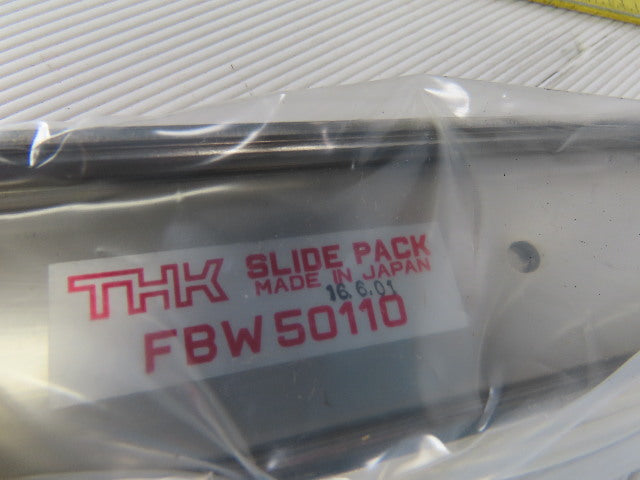 THK SLIDE PACK
MADE IN JAPAN
16.6.01
FBW50110